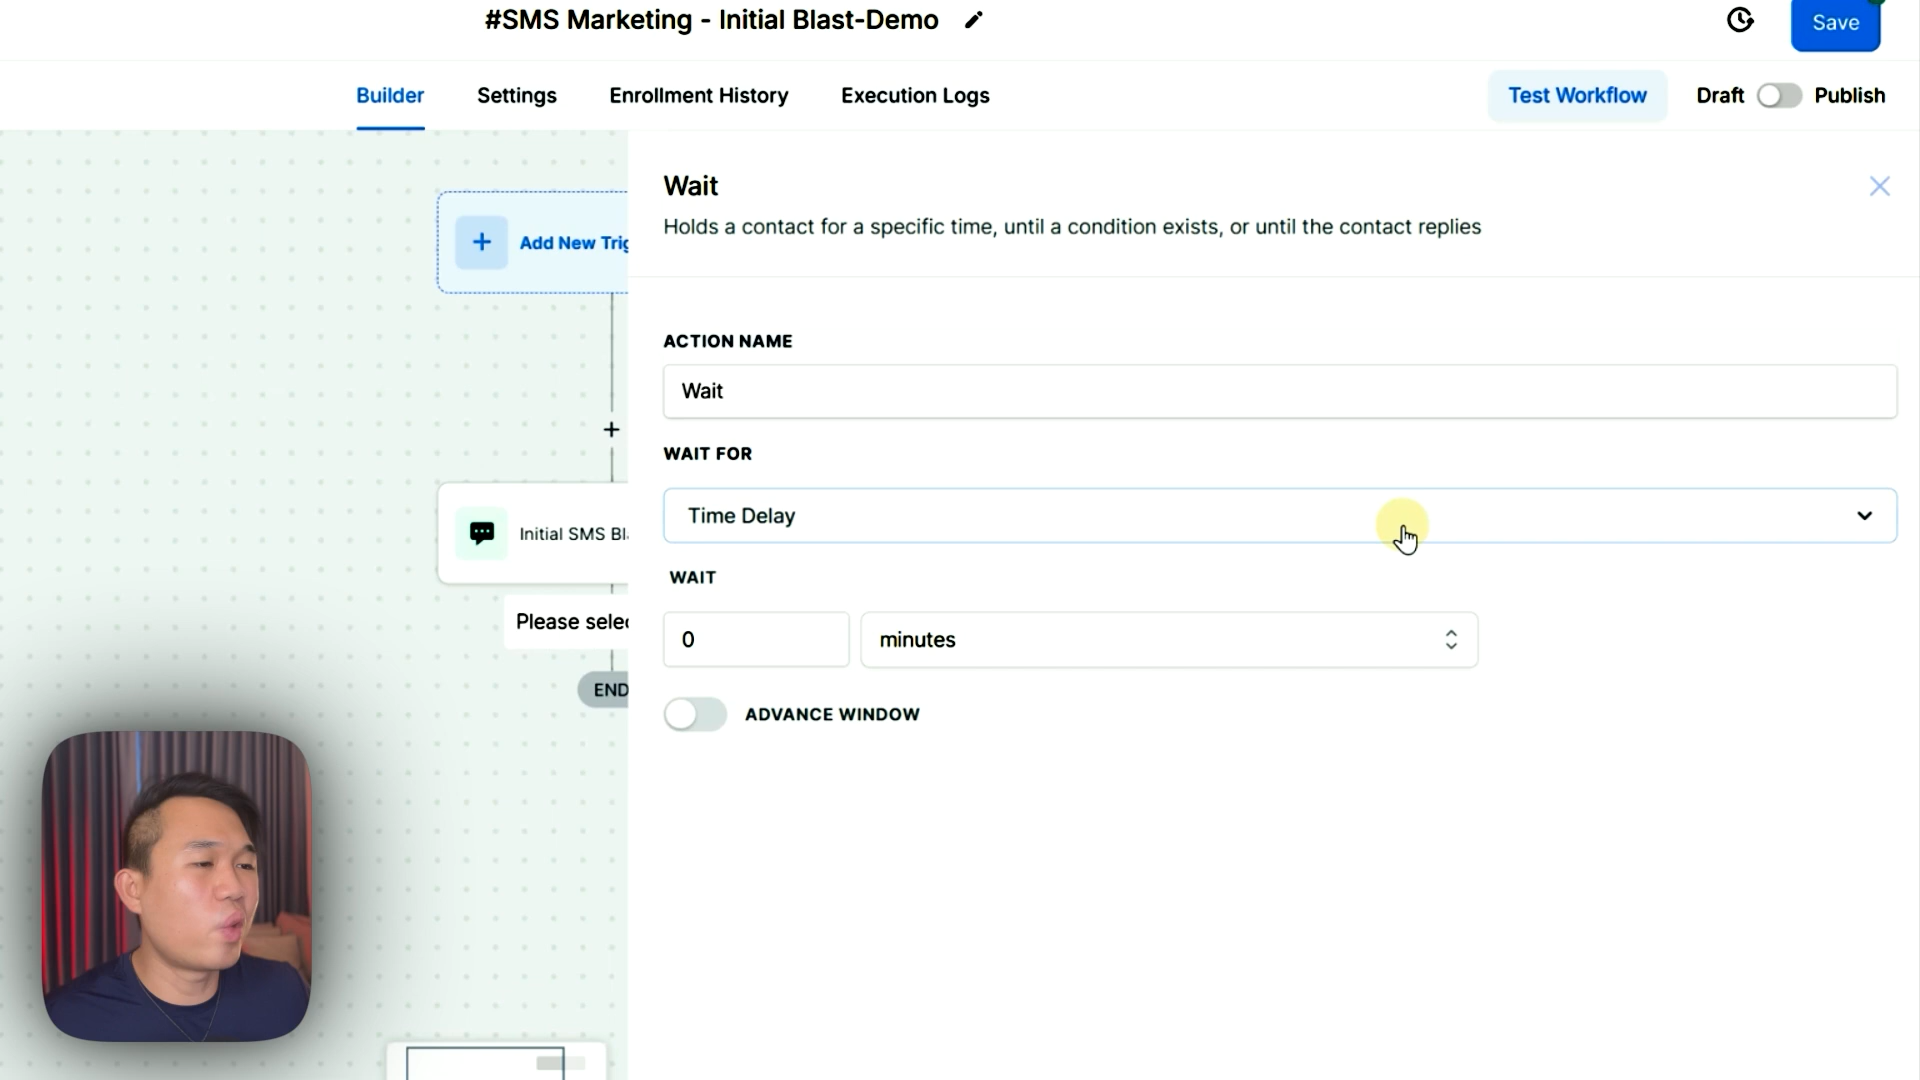 #SMS Marketing - Initial Blast-Demo
Save
Builder
Settings
Enrollment History
Execution Logs
Test Workflow
Draft
Publish
Add New Trig
Initial SMS Bl
Please selec
END
Wait
Holds a contact for a specific time, until a condition exists, or until the contact replies
ACTION NAME
Wait
WAIT FOR
Time Delay
WAIT
0
minutes
ADVANCE WINDOW